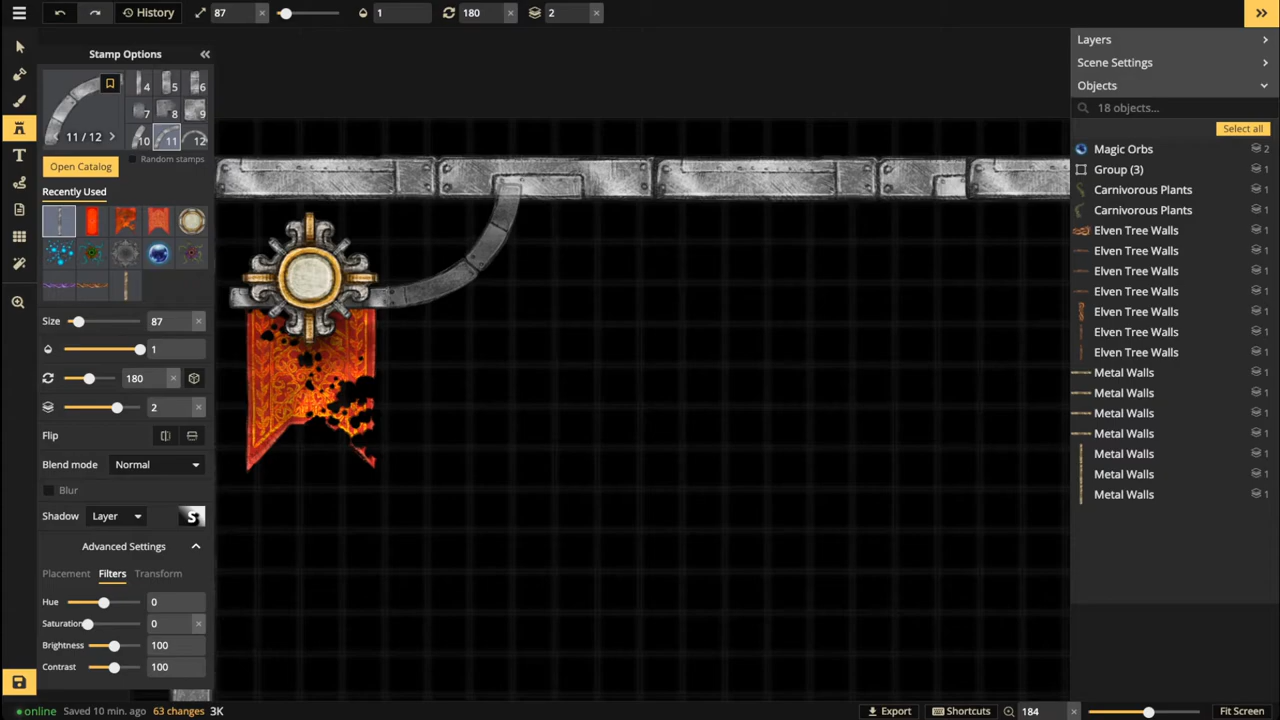 History
87
1
180
2
Stamp Options
4
5
6
7
8
9
11 / 12
10
11
12
Open Catalog
Random stamps
Recently Used
Size
87
1
180
2
Flip
Blend mode
Normal
Blur
Shadow
Layer
S
Advanced Settings
Placement
Filters
Transform
Hue
0
Saturation
0
Brightness
100
Contrast
100
online
Saved 10 min. ago
63 changes
3K
Layers
Scene Settings
Objects
18 objects...
Select all
Magic Orbs 2
Group (3) 1
Carnivorous Plants 1
Carnivorous Plants 1
Elven Tree Walls 1
Elven Tree Walls 1
Elven Tree Walls 1
Elven Tree Walls 1
Elven Tree Walls 1
Elven Tree Walls 1
Elven Tree Walls 1
Metal Walls 1
Metal Walls 1
Metal Walls 1
Metal Walls 1
Metal Walls 1
Metal Walls 1
Metal Walls 1
Export
Shortcuts
184
Fit Screen